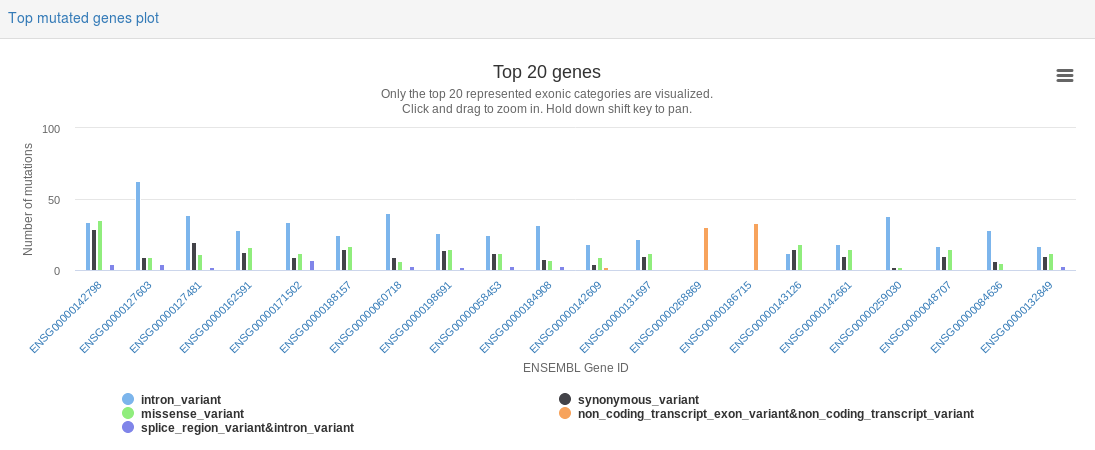 Top mutated genes plot
Top 20 genes
Only the top 20 represented exonic categories are visualized.
Click and drag to zoom in. Hold down shift key to pan.
Number of mutations
100
50
0
ENSG00000142798
ENSG00000127603
ENSG00000127481
ENSG00000162591
ENSG00000171502
ENSG00000188157
ENSG00000060718
ENSG00000198691
ENSG00000058453
ENSG00000184908
ENSG00000142609
ENSG00000131697
ENSG00000268869
ENSG00000186715
ENSG00000143126
ENSG00000142661
ENSG00000259030
ENSG00000048707
ENSG00000084636
ENSG00000132849
ENSEMBL Gene ID
intron_variant
synonymous_variant
missense_variant
non_coding_transcript_exon_variant&non_coding_transcript_variant
splice_region_variant&intron_variant